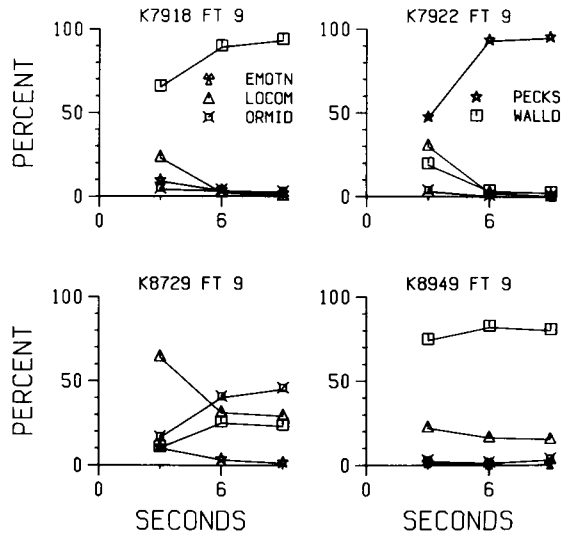 K7918 FT 9
K7922 FT 9
100
50
0
PERCENT
EMOTN
LOCOM
ORMID
0
6
100
50
0
PECKS
WALLD
0
6
K8729 FT 9
K8949 FT 9
100
50
0
PERCENT
0
6
SECONDS
100
50
0
0
6
SECONDS